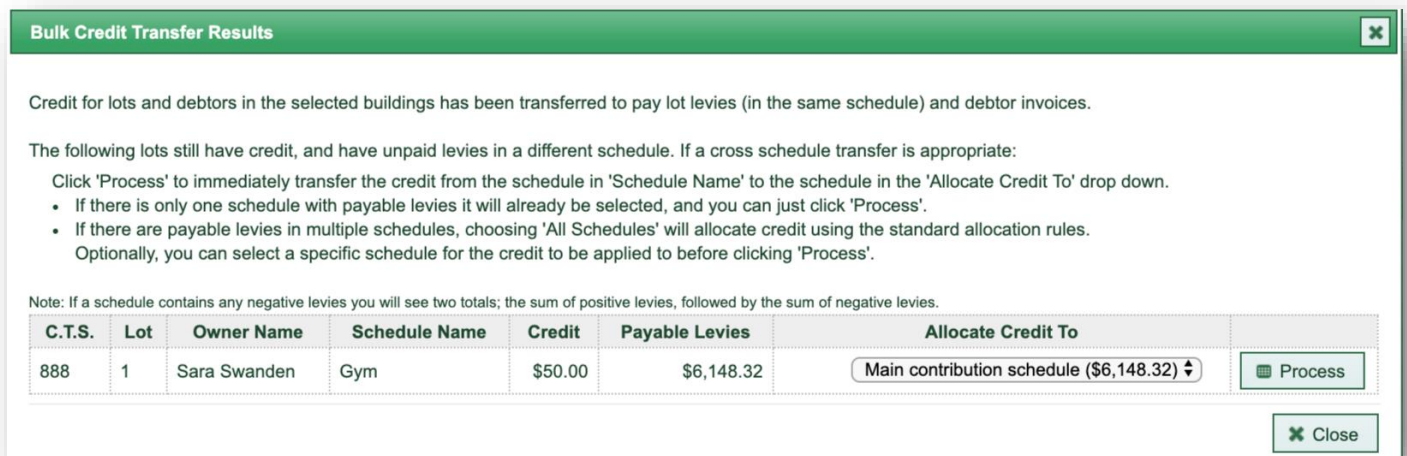 Bulk Credit Transfer Results
Credit for lots and debtors in the selected buildings has been transferred to pay lot levies (in the same schedule) and debtor invoices.
The following lots still have credit, and have unpaid levies in a different schedule. If a cross schedule transfer is appropriate:
Click 'Process' to immediately transfer the credit from the schedule in 'Schedule Name' to the schedule in the 'Allocate Credit To' drop down.
• If there is only one schedule with payable levies it will already be selected, and you can just click 'Process'.
• If there are payable levies in multiple schedules, choosing 'All Schedules' will allocate credit using the standard allocation rules.
Optionally, you can select a specific schedule for the credit to be applied to before clicking 'Process'.
Note: If a schedule contains any negative levies you will see two totals; the sum of positive levies, followed by the sum of negative levies.
C.T.S. Lot Owner Name Schedule Name Credit Payable Levies Allocate Credit To
888 1 Sara Swanden Gym $50.00 $6,148.32 Main contribution schedule ($6,148.32) Process
Close